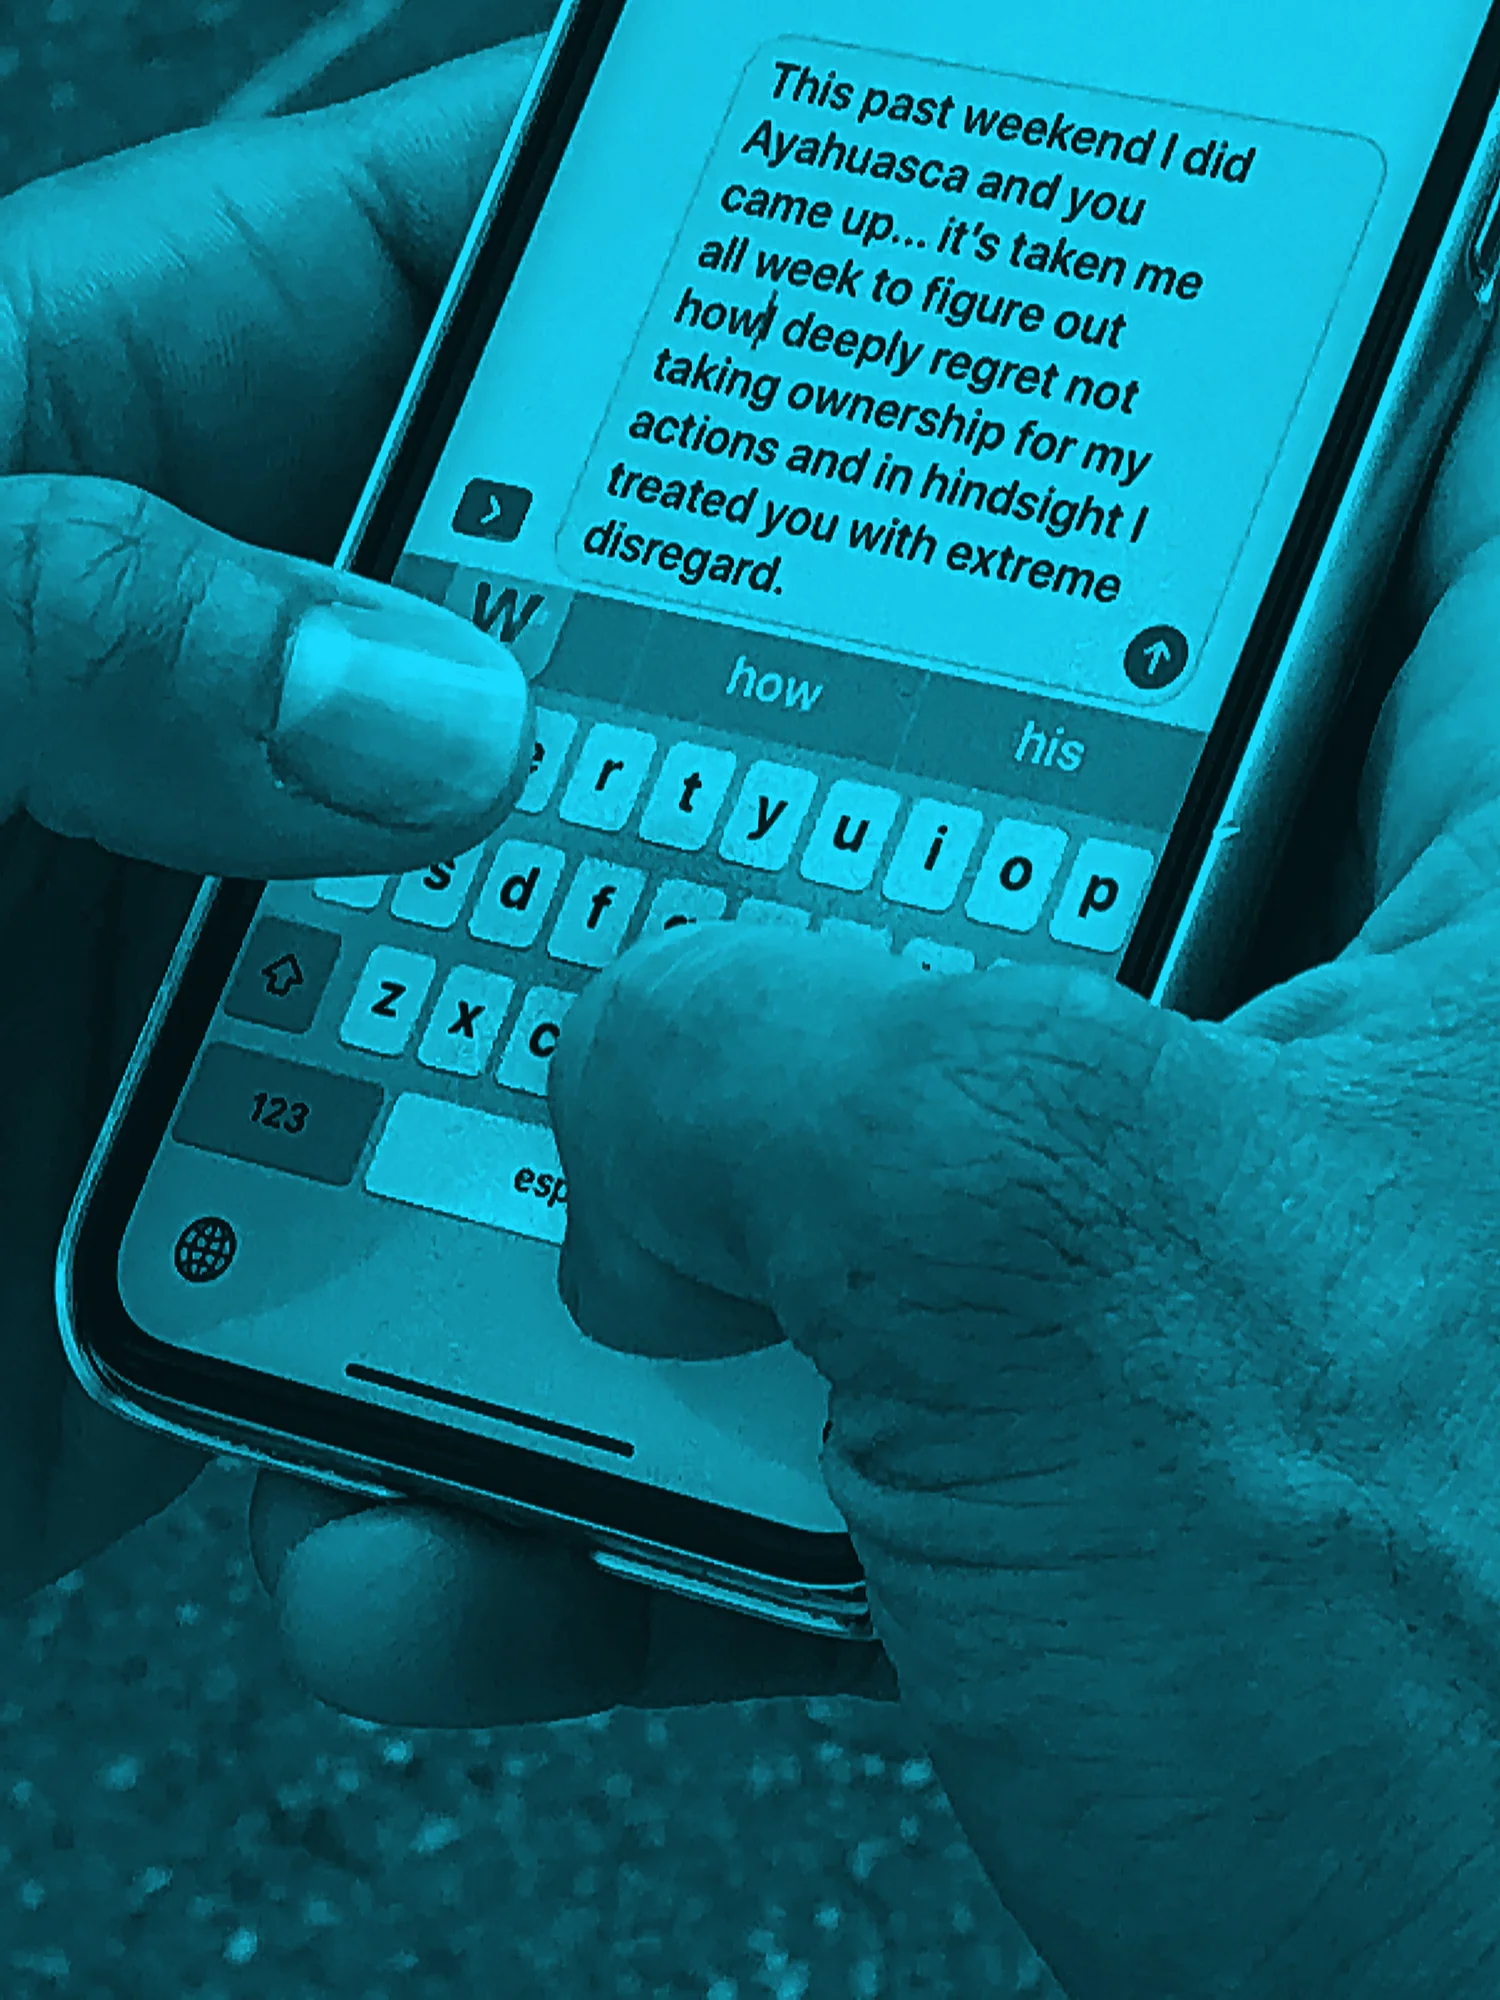 This past weekend I did
Ayahuasca and you
came up... it's taken me
all week to figure out
how deeply regret not
taking ownership for my
actions and in hindsight I
treated you with extreme
disregard.
W how his
e r t y u i o p
s d f
z x c
123